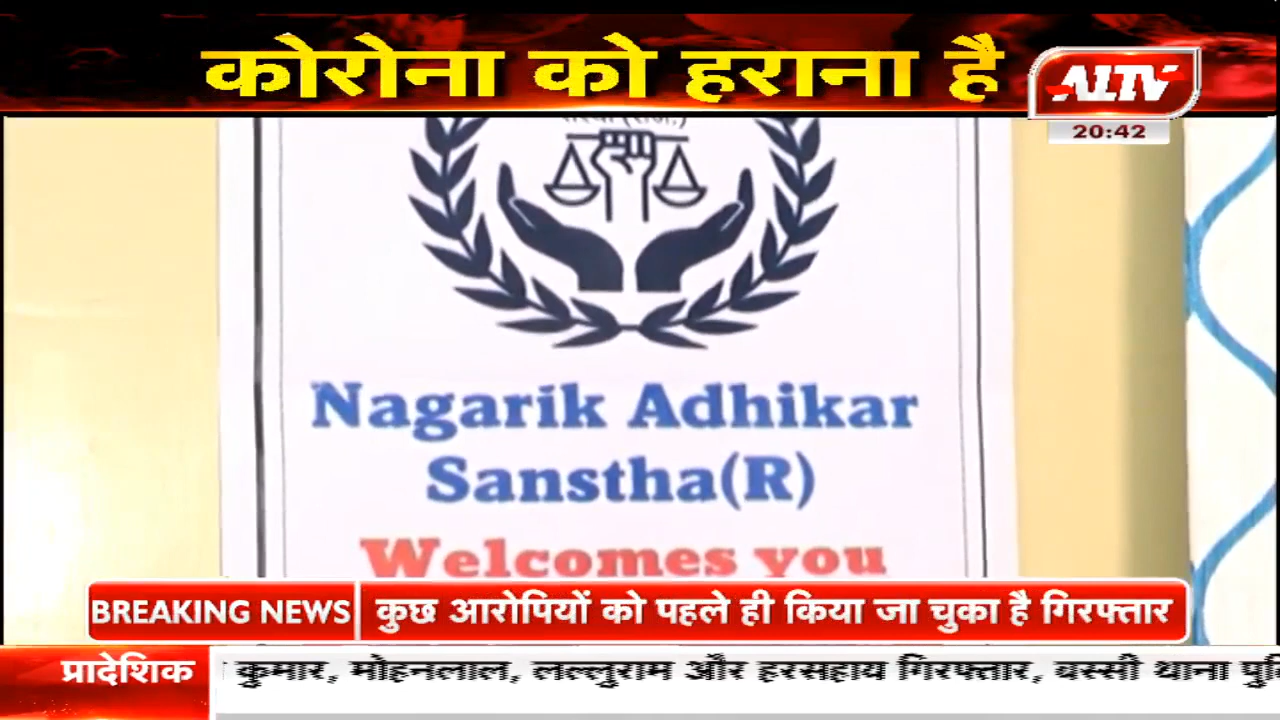 कोरोना को हराना है
ALTV
20:42
Nagarik Adhikar
Sanstha(R)
Welcomes you
BREAKING NEWS
कुछ आरोपियों को पहले ही किया जा चुका है गिरफ्तार
प्रादेशिक
कुमार, मोहनलाल, लल्लुराम और हरसहाय गिरफ्तार, बस्सी थाना